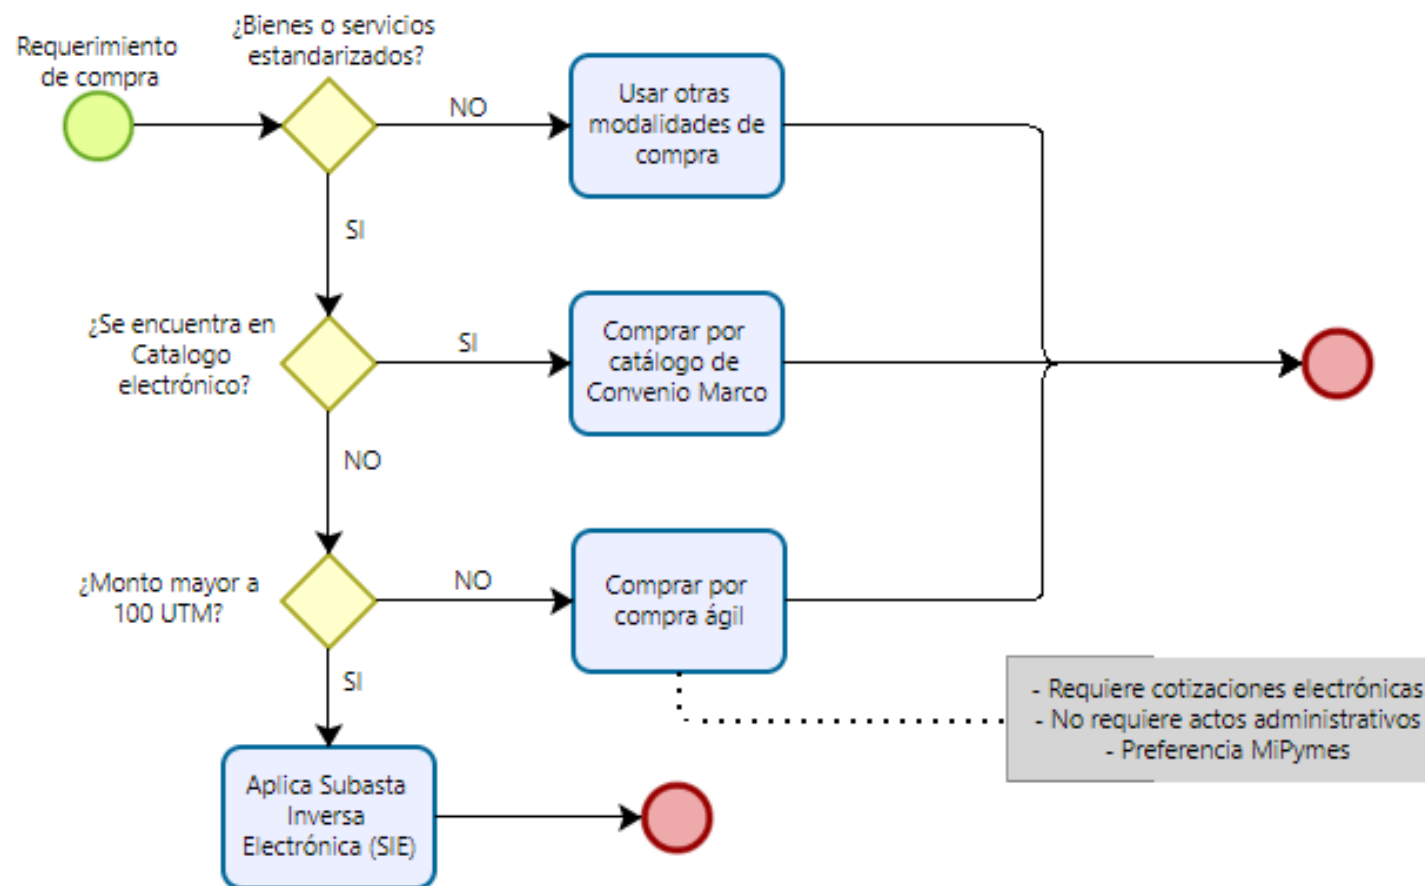 Requerimiento
de compra
¿Bienes o servicios
estandarizados?
NO
Usar otras
modalidades de
compra
SI
¿Se encuentra en
Catalogo
electrónico?
SI
Comprar por
catálogo de
Convenio Marco
NO
¿Monto mayor a
100 UTM?
NO
Comprar por
compra ágil
SI
- Requiere cotizaciones electrónicas
- No requiere actos administrativos
- Preferencia MiPymes
Aplica Subasta
Inversa
Electrónica (SIE)